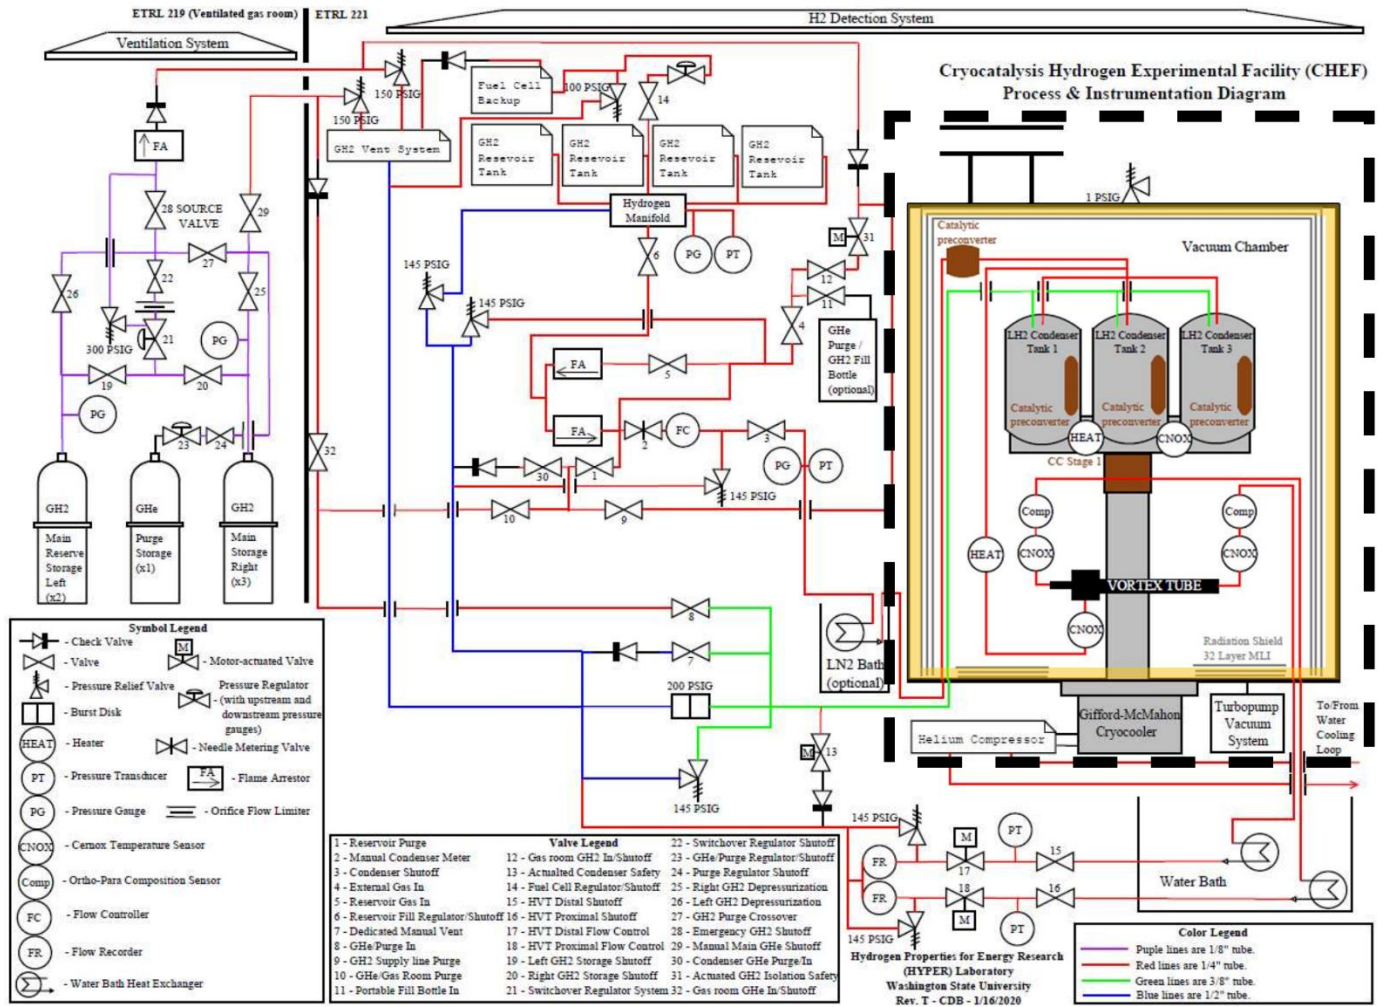 ETRL 219 (Ventilated gas room)
ETRL 221
H2 Detection System
Ventilation System
Cryocatalysis Hydrogen Experimental Facility (CHEF)
Process & Instrumentation Diagram
150 PSIG
150 PSIG
Fuel Cell
Backup
100 PSIG
14
FA
GH2 Vent System
GH2
Resevoir
Tank
GH2
Resevoir
Tank
GH2
Resevoir
Tank
GH2
Resevoir
Tank
1 PSIG
28 SOURCE
VALVE
29
Hydrogen
Manifold
6
PG
PT
M
31
Catalytic
preconverter
Vacuum Chamber
27
22
26
25
145 PSIG
145 PSIG
12
11
4
300 PSIG
21
PG
GHe
Purge /
GH2 Fill
Bottle
(optional)
LH2 Condenser
Tank 1
LH2 Condenser
Tank 2
LH2 Condenser
Tank 3
19
20
FA
5
PG
Catalytic
preconverter
Catalytic
preconverter
Catalytic
preconverter
23
24
FA
2
FC
3
HEAT
CNOX
32
30
1
PG
PT
CC Stage 1
145 PSIG
10
9
GH2
GHe
GH2
Main
Reserve
Storage
Left
(x2)
Purge
Storage
(x1)
Main
Storage
Right
(x3)
Comp
Comp
HEAT
CNOX
CNOX
VORTEX TUBE
8
CNOX
LN2 Bath
(optional)
7
Radiation Shield
32 Layer MLI
200 PSIG
M
13
Helium Compressor
Gifford-McMahon
Cryocooler
Turbopump
Vacuum
System
To/From
Water
Cooling
Loop
145 PSIG
145 PSIG
FR
FR
M
17
PT
15
18
M
PT
16
145 PSIG
Water Bath
Symbol Legend
- Check Valve
- Valve
M
- Motor-actuated Valve
- Pressure Relief Valve
Pressure Regulator
- (with upstream and
downstream pressure
gauges)
- Burst Disk
HEAT
- Heater
- Needle Metering Valve
PT
- Pressure Transducer
FA
- Flame Arrestor
PG
- Pressure Gauge
- Orifice Flow Limiter
CNOX
- Cernox Temperature Sensor
Comp
- Ortho-Para Composition Sensor
FC
- Flow Controller
FR
- Flow Recorder
- Water Bath Heat Exchanger
Valve Legend
1 - Reservoir Purge
2 - Manual Condenser Meter
3 - Condenser Shutoff
4 - External Gas In
5 - Reservoir Gas In
6 - Reservoir Fill Regulator/Shutoff
7 - Dedicated Manual Vent
8 - GHe/Purge In
9 - GH2 Supply line Purge
10 - GHe/Gas Room Purge
11 - Portable Fill Bottle In
12 - Gas room GH2 In/Shutoff
13 - Actualted Condenser Safety
14 - Fuel Cell Regulator/Shutoff
15 - HVT Distal Shutoff
16 - HVT Proximal Shutoff
17 - HVT Distal Flow Control
18 - HVT Proximal Flow Control
19 - Left GH2 Storage Shutoff
20 - Right GH2 Storage Shutoff
21 - Switchover Regulator System
22 - Switchover Regulator Shutoff
23 - GHe/Purge Regulator/Shutoff
24 - Purge Regulator Shutoff
25 - Right GH2 Depressurization
26 - Left GH2 Depressurization
27 - GH2 Purge Crossover
28 - Emergency GH2 Shutoff
29 - Manual Main GHe Shutoff
30 - Condenser GHe Purge/In
31 - Actuated GH2 Isolation Safety
32 - Gas room GHe In/Shutoff
Hydrogen Properties for Energy Research
(HYPER) Laboratory
Washington State University
Rev. T - CDB - 1/16/2020
Color Legend
Puple lines are 1/8" tube.
Red lines are 1/4" tube.
Green lines are 3/8" tube.
Blue lines are 1/2" tube.